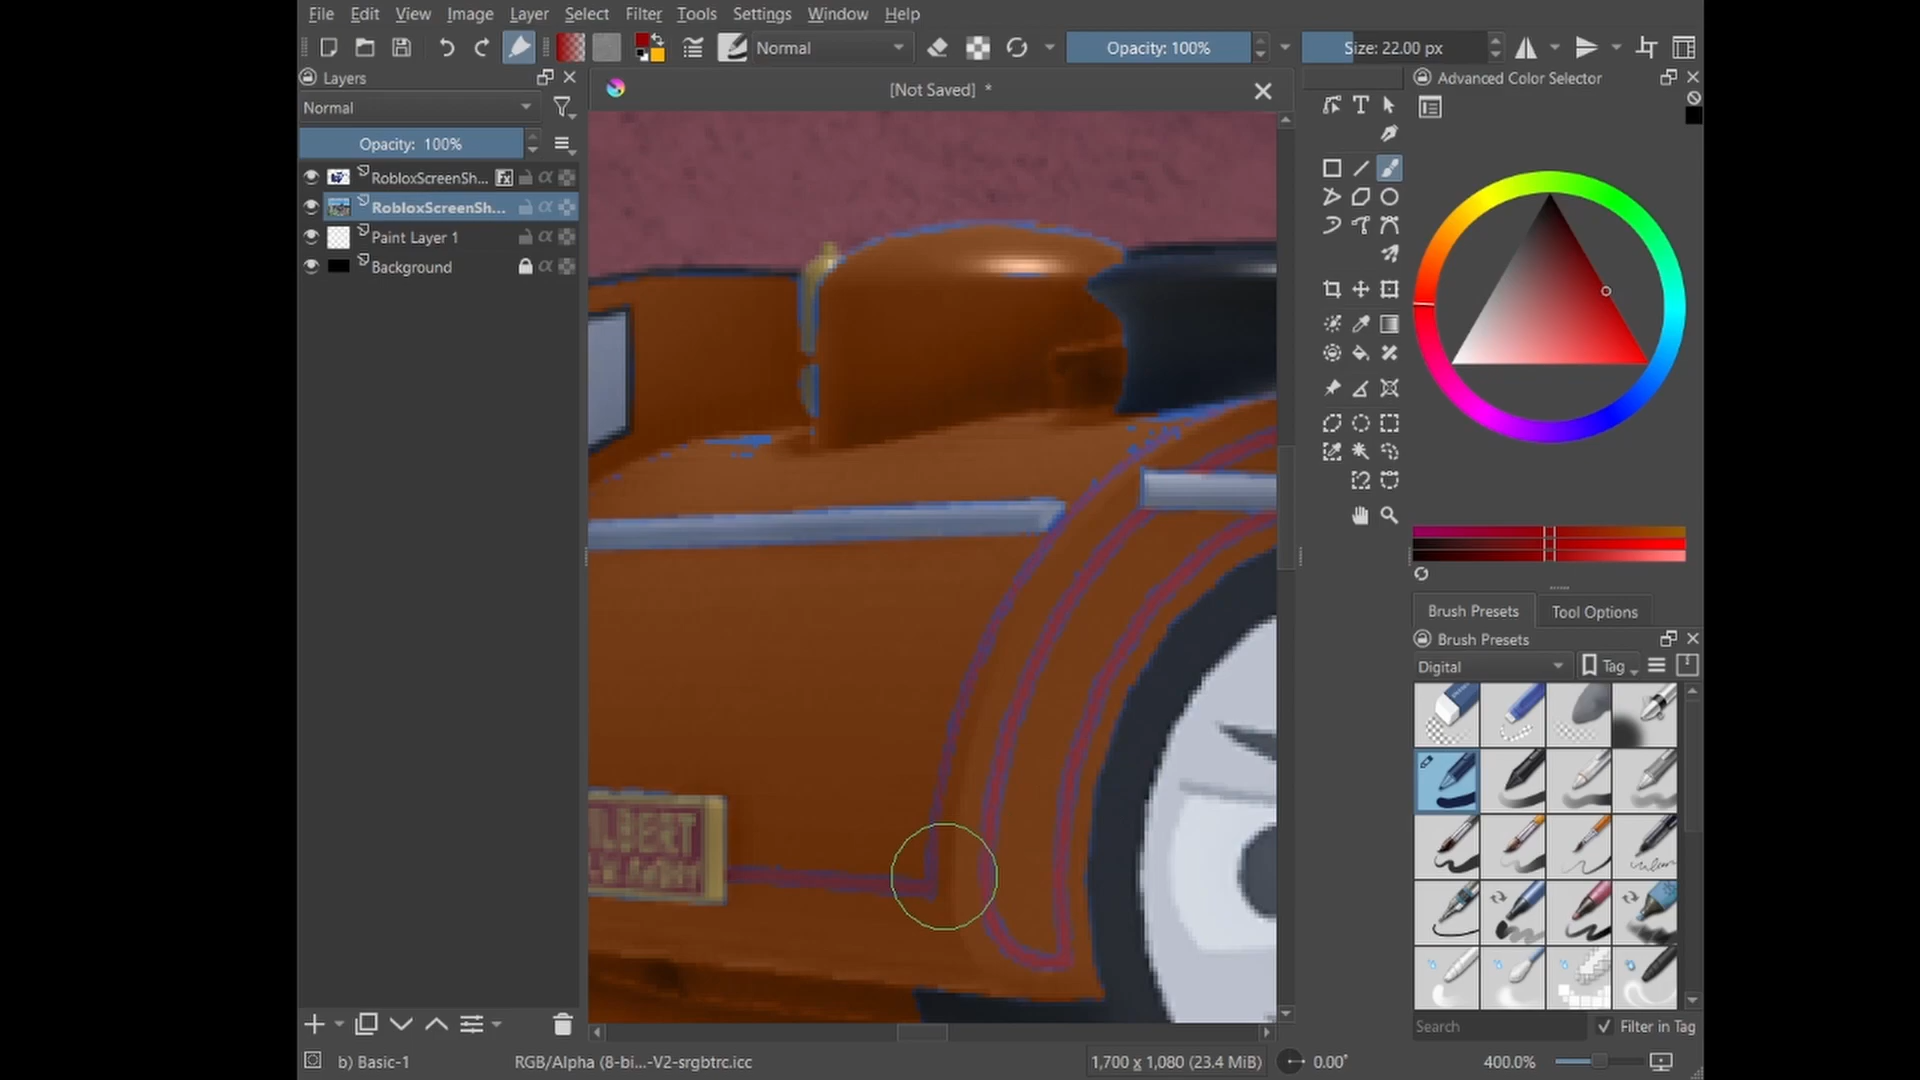 File Edit View Image Layer Select Filter Tools Settings Window Help
Normal
Opacity: 100%
Size: 22.00 px
Layers
[Not Saved] *
Advanced Color Selector
Normal
Opacity: 100%
RobloxScreenSh...
Fx
RobloxScreenSh...
Paint Layer 1
Background
Brush Presets
Tool Options
Brush Presets
Digital
Tag
LBERT
Search
Filter in Tag
b) Basic-1
RGB/Alpha (8-bi...-V2-srgbtrc.icc
1,700 x 1,080 (23.4 MiB)
0.00°
400.0%